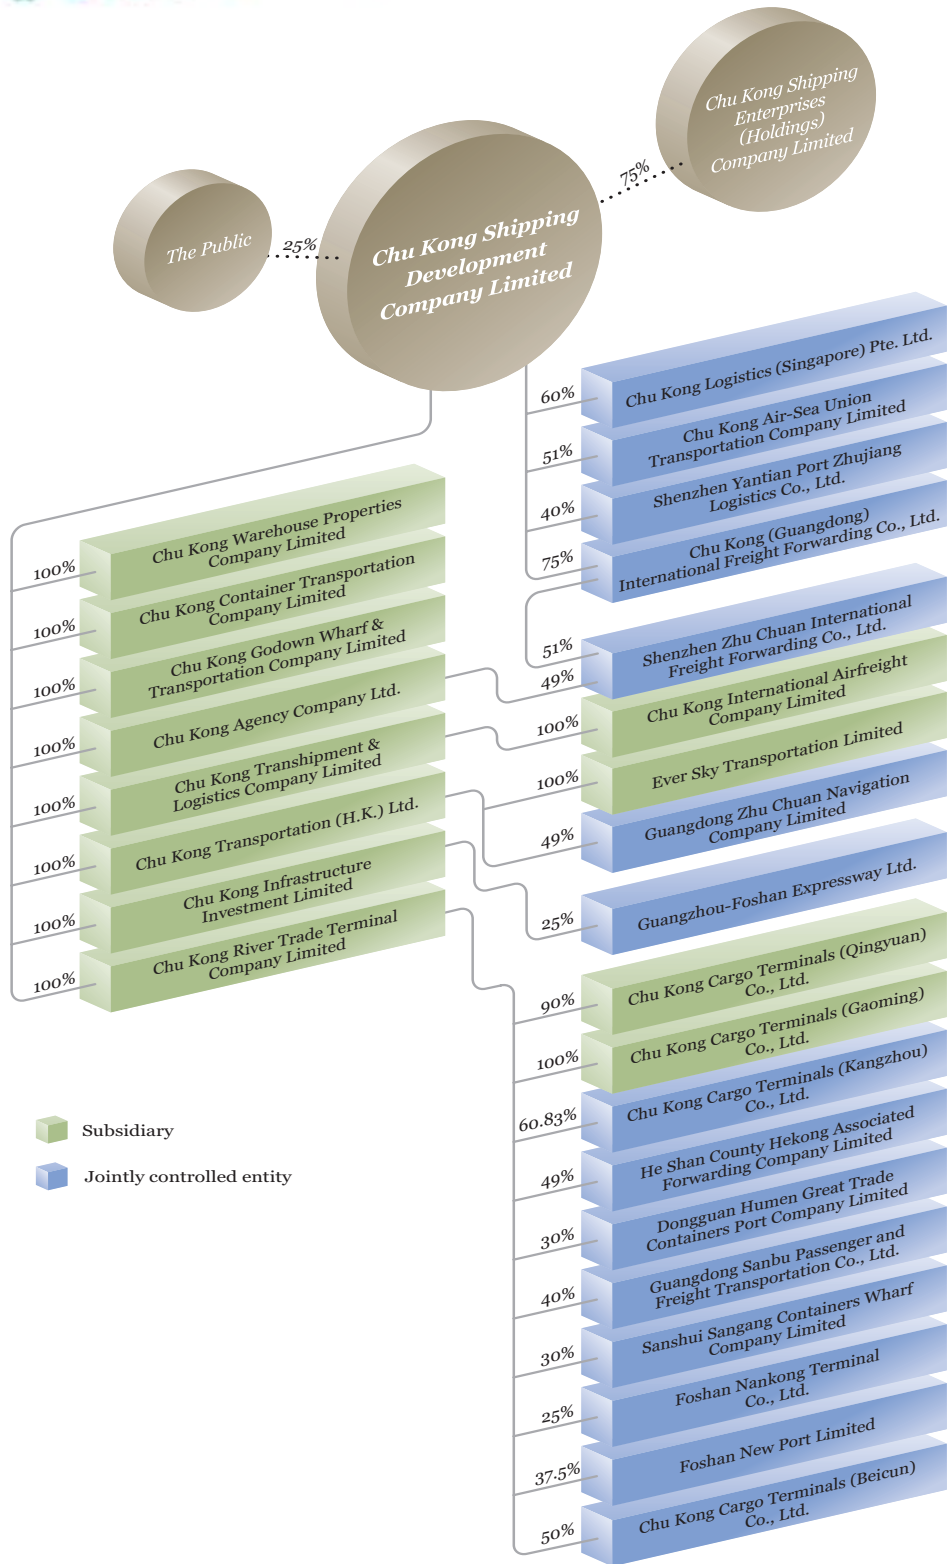 Chu Kong Shipping
Enterprises
(Holdings)
Company Limited
75%
The Public
25%
Chu Kong Shipping
Development
Company Limited
60%
Chu Kong Logistics (Singapore) Pte. Ltd.
51%
Chu Kong Air-Sea Union
Transportation Company Limited
40%
Shenzhen Yantian Port Zhujiang
Logistics Co., Ltd.
75%
Chu Kong (Guangdong)
International Freight Forwarding Co., Ltd.
51%
49%
Shenzhen Zhu Chuan International
Freight Forwarding Co., Ltd.
100%
Chu Kong International Airfreight
Company Limited
100%
Ever Sky Transportation Limited
49%
Guangdong Zhu Chuan Navigation
Company Limited
25%
Guangzhou-Foshan Expressway Ltd.
100%
Chu Kong Warehouse Properties
Company Limited
100%
Chu Kong Container Transportation
Company Limited
100%
Chu Kong Godown Wharf &
Transportation Company Limited
100%
Chu Kong Agency Company Ltd.
100%
Chu Kong Transhipment &
Logistics Company Limited
100%
Chu Kong Transportation (H.K.) Ltd.
100%
Chu Kong Infrastructure
Investment Limited
100%
Chu Kong River Trade Terminal
Company Limited
90%
Chu Kong Cargo Terminals (Qingyuan)
Co., Ltd.
100%
Chu Kong Cargo Terminals (Gaoming)
Co., Ltd.
60.83%
Chu Kong Cargo Terminals (Kangzhou)
Co., Ltd.
49%
He Shan County Hekong Associated
Forwarding Company Limited
30%
Dongguan Humen Great Trade
Containers Port Company Limited
40%
Guangdong Sanbu Passenger and
Freight Transportation Co., Ltd.
30%
Sanshui Sangang Containers Wharf
Company Limited
25%
Foshan Nankong Terminal
Co., Ltd.
37.5%
Foshan New Port Limited
50%
Chu Kong Cargo Terminals (Beicun)
Co., Ltd.
Subsidiary
Jointly controlled entity